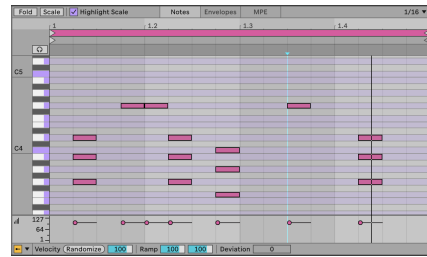 Fold Scale Highlight Scale Notes Envelopes MPE 1/16
1 1.2 1.3 1.4
C5
C4
127
64
1
Velocity Randomize 100 Ramp 100 100 Deviation 0